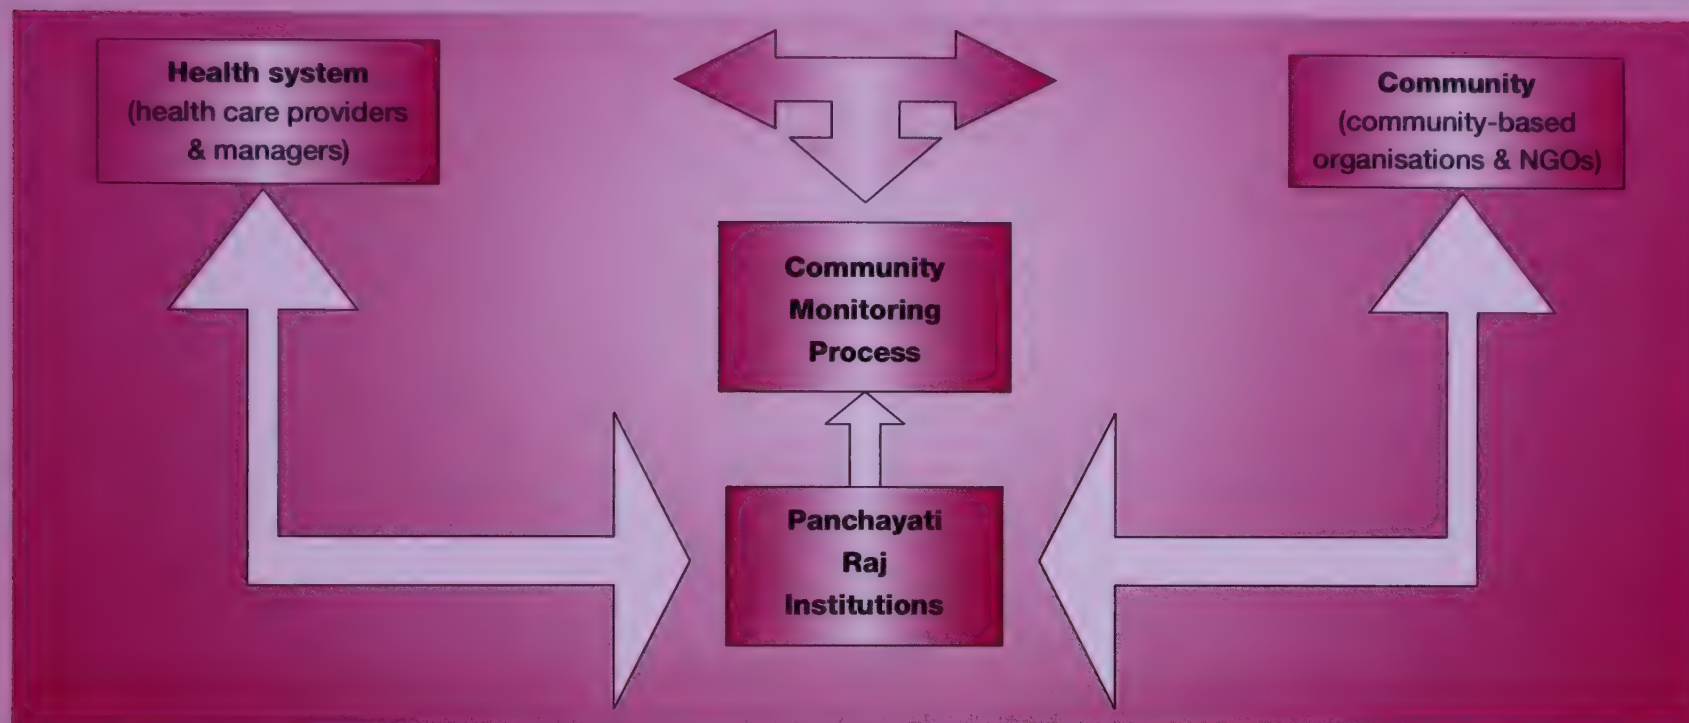 Health system
(health care providers
& managers)
Community
(community-based
organisations & NGOs)
Community
Monitoring
Process
Panchayati
Raj
Institutions